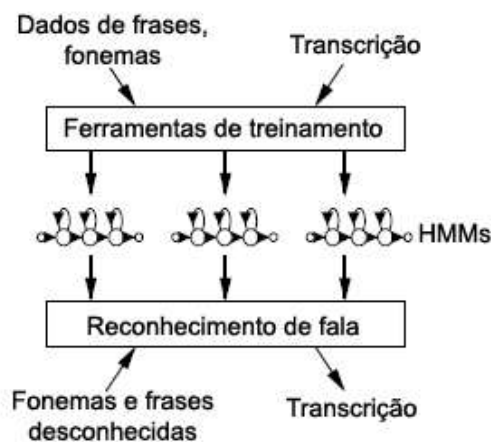 Dados de frases,
fonemas
Transcrição
Ferramentas de treinamento
HMMs
Reconhecimento de fala
Fonemas e frases
desconhecidas
Transcrição